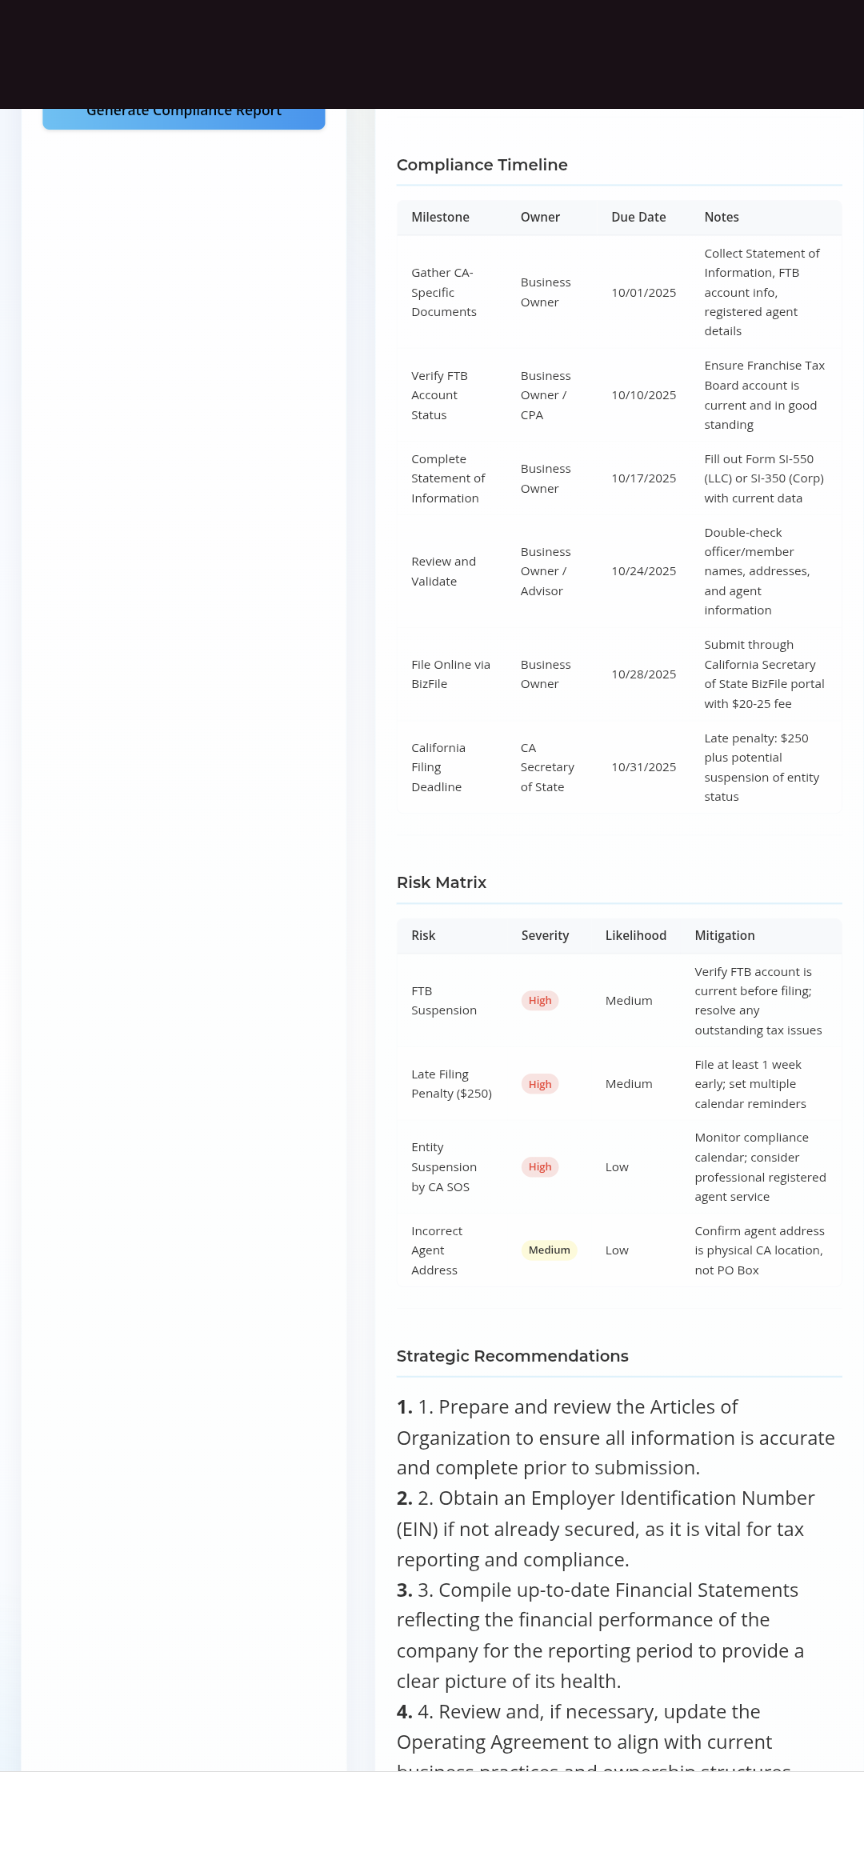 Generate Compliance Report
Compliance Timeline
Milestone Owner Due Date Notes
Gather CA-
Specific
Documents
Business
Owner
10/01/2025
Collect Statement of
Information, FTB
account info,
registered agent
details
Verify FTB
Account
Status
Business
Owner /
CPA
10/10/2025
Ensure Franchise Tax
Board account is
current and in good
standing
Complete
Statement of
Information
Business
Owner
10/17/2025
Fill out Form SI-550
(LLC) or SI-350 (Corp)
with current data
Review and
Validate
Business
Owner /
Advisor
10/24/2025
Double-check
officer/member
names, addresses,
and agent
information
File Online via
BizFile
Business
Owner
10/28/2025
Submit through
California Secretary
of State BizFile portal
with $20-25 fee
California
Filing
Deadline
CA
Secretary
of State
10/31/2025
Late penalty: $250
plus potential
suspension of entity
status
Risk Matrix
Risk Severity Likelihood Mitigation
FTB
Suspension
High
Medium
Verify FTB account is
current before filing;
resolve any
outstanding tax issues
Late Filing
Penalty ($250)
High
Medium
File at least 1 week
early; set multiple
calendar reminders
Entity
Suspension
by CA SOS
High
Low
Monitor compliance
calendar; consider
professional registered
agent service
Incorrect
Agent
Address
Medium
Low
Confirm agent address
is physical CA location,
not PO Box
Strategic Recommendations
1. 1. Prepare and review the Articles of
Organization to ensure all information is accurate
and complete prior to submission.
2. 2. Obtain an Employer Identification Number
(EIN) if not already secured, as it is vital for tax
reporting and compliance.
3. 3. Compile up-to-date Financial Statements
reflecting the financial performance of the
company for the reporting period to provide a
clear picture of its health.
4. 4. Review and, if necessary, update the
Operating Agreement to align with current
business practices and ownership structures